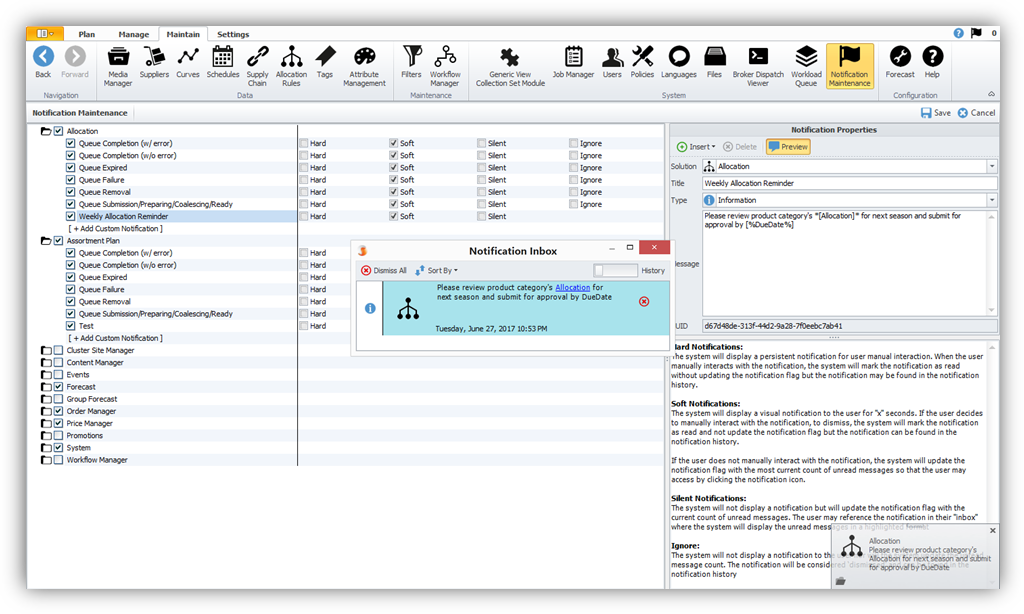 Plan Manage Maintain Settings 0
Back Forward Media Manager Suppliers Curves Schedules Supply Chain Allocation Rules Tags Attribute Management Filters Workflow Manager Generic View Collection Set Module Job Manager Users Policies Languages Files Broker Dispatch Viewer Workload Queue Notification Maintenance Forecast Help
Navigation Data Maintenance System Configuration
Notification Maintenance Save Cancel
Allocation
Queue Completion (w/ error) Hard Soft Silent Ignore
Queue Completion (w/o error) Hard Soft Silent Ignore
Queue Expired Hard Soft Silent Ignore
Queue Failure Hard Soft Silent Ignore
Queue Removal Hard Soft Silent Ignore
Queue Submission/Preparing/Coalescing/Ready Hard Soft Silent Ignore
Weekly Allocation Reminder Hard Soft Silent
[ + Add Custom Notification ]
Assortment Plan
Queue Completion (w/ error) Hard
Queue Completion (w/o error) Hard
Queue Expired Hard
Queue Failure Hard
Queue Removal Hard
Queue Submission/Preparing/Coalescing/Ready Hard
Test Hard
[ + Add Custom Notification ]
Cluster Site Manager
Content Manager
Events
Forecast
Group Forecast
Order Manager
Price Manager
Promotions
System
Workflow Manager
Notification Inbox
Dismiss All Sort By History
Please review product category's Allocation for
next season and submit for approval by DueDate
Tuesday, June 27, 2017 10:53 PM
Notification Properties
Insert Delete Preview
Solution Allocation
Title Weekly Allocation Reminder
Type Information
Please review product category's *[Allocation]* for next season and submit for
approval by [%DueDate%]
essage
UID d67d48de-313f-44d2-9a28-7f0eebc7ab41
Hard Notifications:
The system will display a persistent notification for user manual interaction. When the user
manually interacts with the notification, the system will mark the notification as read
without updating the notification flag but the notification may be found in the notification
history.
Soft Notifications:
The system will display a visual notification to the user for "x" seconds. If the user decides
to manually interact with the notification, to dismiss, the system will mark the notification
as read and not update the notification flag but the notification can be found in the
notification history.
If the user does not manually interact with the notification, the system will update the
notification flag with the most current count of unread messages so that the user may
access by clicking the notification icon.
Silent Notifications:
The system will not display a notification but will update the notification flag with the
current count of unread messages. The user may reference the notification in their "inbox"
where the system will display the unread messages in a highlighted
Ignore:
The system will not display a notification to the
message count. The notification will be considered
notification history
Allocation
Please review product category's
Allocation for next season and submit
for approval by DueDate